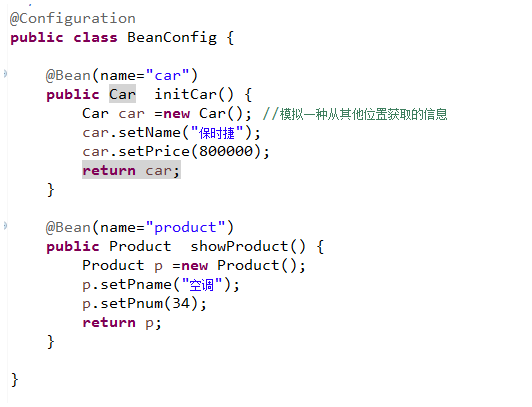 @Configuration
public class BeanConfig {
@Bean(name="car")
public Car  initCar() {
Car car =new Car(); //模拟一种从其他位置获取的信息
car.setName("保时捷");
car.setPrice(800000);
return car;
}
@Bean(name="product")
public Product  showProduct() {
Product p =new Product();
p.setPname("空调");
p.setPnum(34);
return p;
}
}